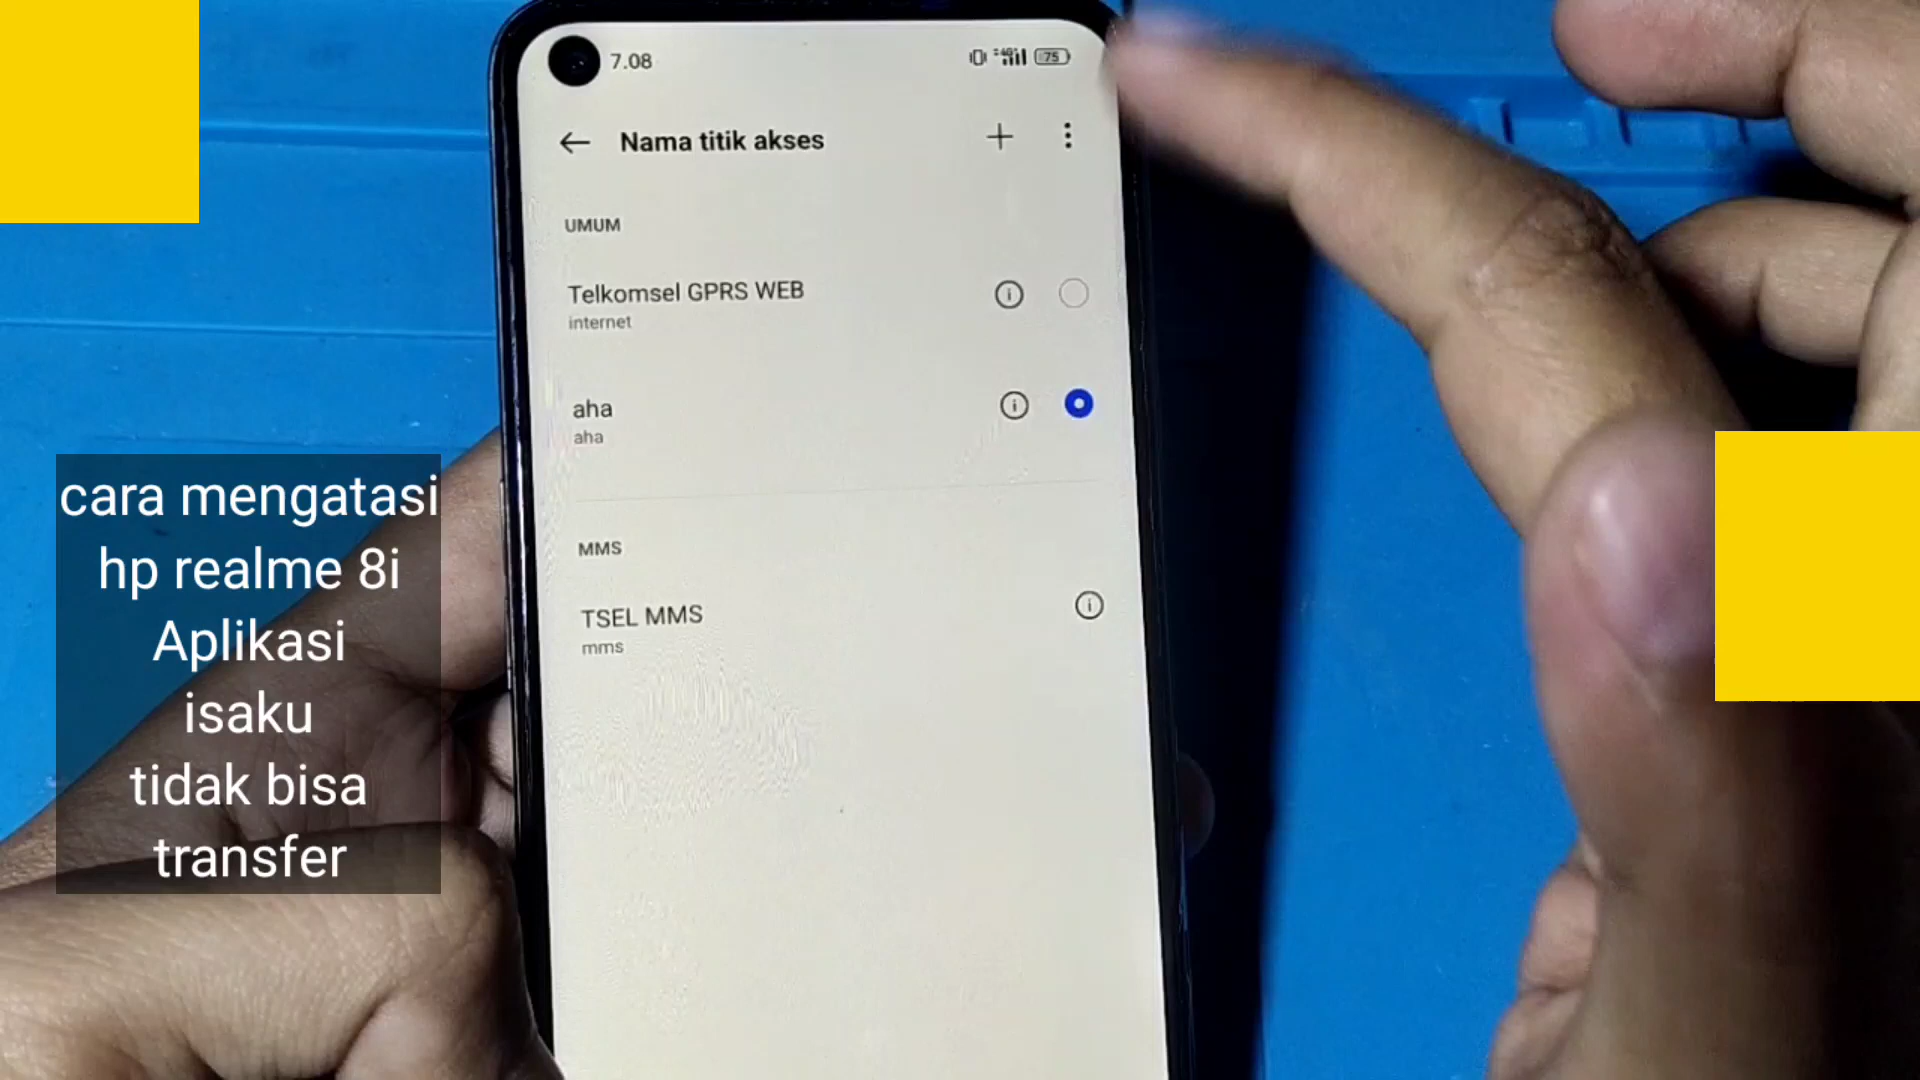 7.08
75
Nama titik akses
UMUM
Telkomsel GPRS WEB
internet
aha
aha
MMS
TSEL MMS
mms
cara mengatasi
hp realme 8i
Aplikasi
isaku
tidak bisa
transfer